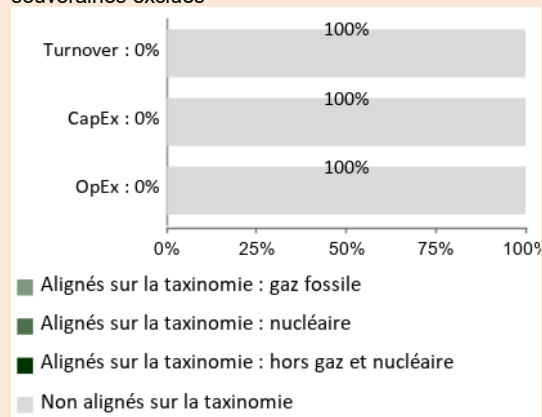 souveraines exclues
Turnover : 0%
100%
CapEx : 0%
100%
OpEx : 0%
100%
0% 25% 50% 75% 100%
Alignés sur la taxinomie : gaz fossile
Alignés sur la taxinomie : nucléaire
Alignés sur la taxinomie : hors gaz et nucléaire
Non alignés sur la taxinomie